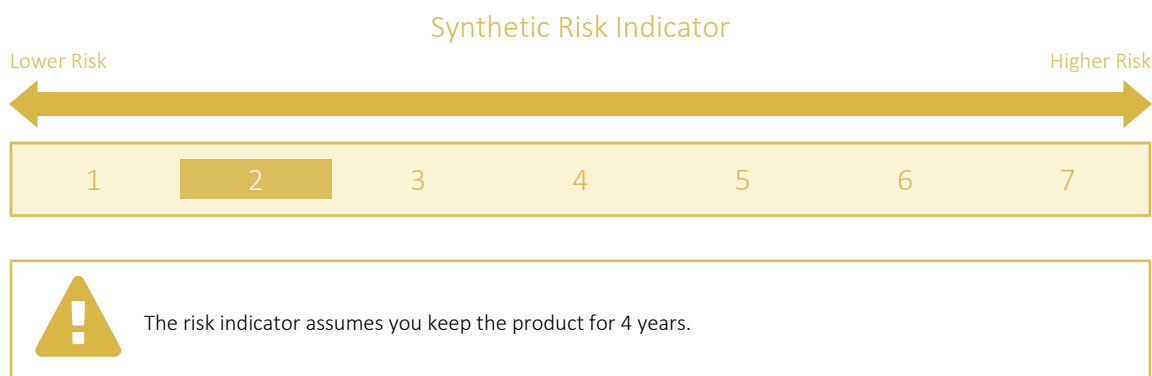 Synthetic Risk Indicator
Lower Risk Higher Risk
1 2 3 4 5 6 7
The risk indicator assumes you keep the product for 4 years.